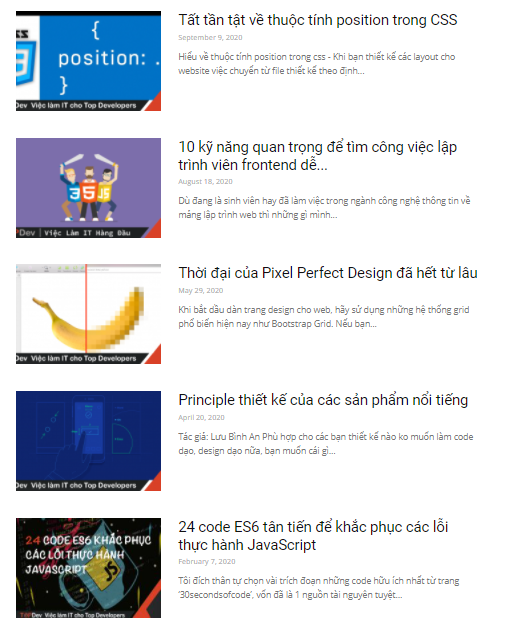 {
position: .
}
Dev Việc làm IT cho Top Developers
Tất tần tật về thuộc tính position trong CSS
September 9, 2020
Hiểu về thuộc tính position trong css - Khi bạn thiết kế các layout cho
website việc chuyển từ file thiết kế theo định...
3 5 JS
Dev | Việc Làm IT Hàng Đầu
10 kỹ năng quan trọng để tìm công việc lập
trình viên frontend dễ...
August 18, 2020
Dù đang là sinh viên hay đã làm việc trong ngành công nghệ thông tin về
mảng lập trình web thì những gì mình...
Dev Việc làm IT cho Top Developers
Thời đại của Pixel Perfect Design đã hết từ lâu
May 29, 2020
Khi bắt đầu dàn trang design cho web, hãy sử dụng những hệ thống grid
phổ biến hiện nay như Bootstrap Grid. Nếu bạn...
Dev Việc làm IT cho Top Developers
Principle thiết kế của các sản phẩm nổi tiếng
April 20, 2020
Tác giả: Lưu Bình An Phù hợp cho các bạn thiết kế nào ko muốn làm code
dạo, design dạo nữa, bạn muốn cái gì...
24 CODE ES6 KHẮC PHỤC
CÁC LỖI THỰC HÀNH
JAVASCRIPT
TopDev Việc làm IT cho Top Developers
24 code ES6 tân tiến để khắc phục các lỗi
thực hành JavaScript
February 7, 2020
Tôi đích thân tự chọn vài trích đoạn những code hữu ích nhất từ trang
'30secondsofcode', vốn đã là 1 nguồn tài nguyên tuyệt...